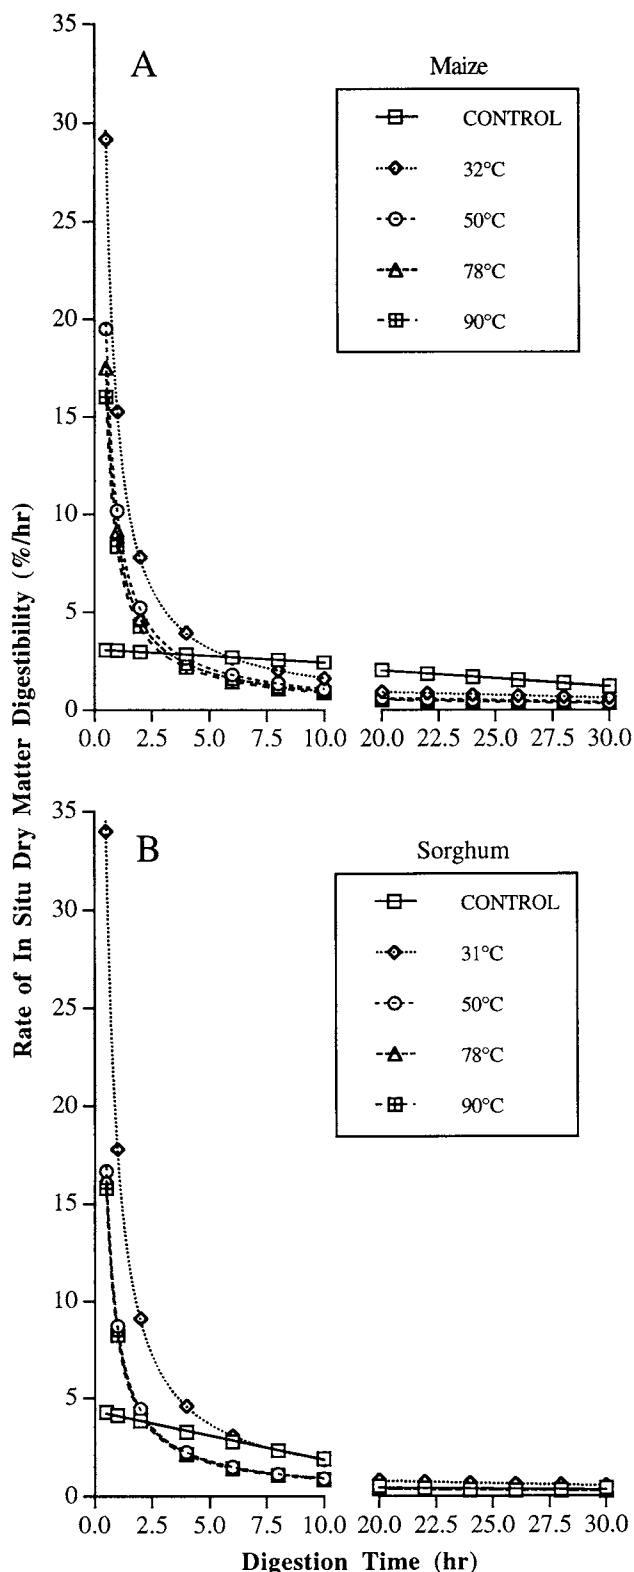 A
Maize
CONTROL
32°C
50°C
78°C
90°C
35
30
25
20
15
10
5
0
0.0 2.5 5.0 7.5 10.0 20.0 22.5 25.0 27.5 30.0
B
Sorghum
CONTROL
31°C
50°C
78°C
90°C
35
30
25
20
15
10
5
0
0.0 2.5 5.0 7.5 10.0 20.0 22.5 25.0 27.5 30.0
Rate of In Situ Dry Matter Digestibility (%/hr)
Digestion Time (hr)